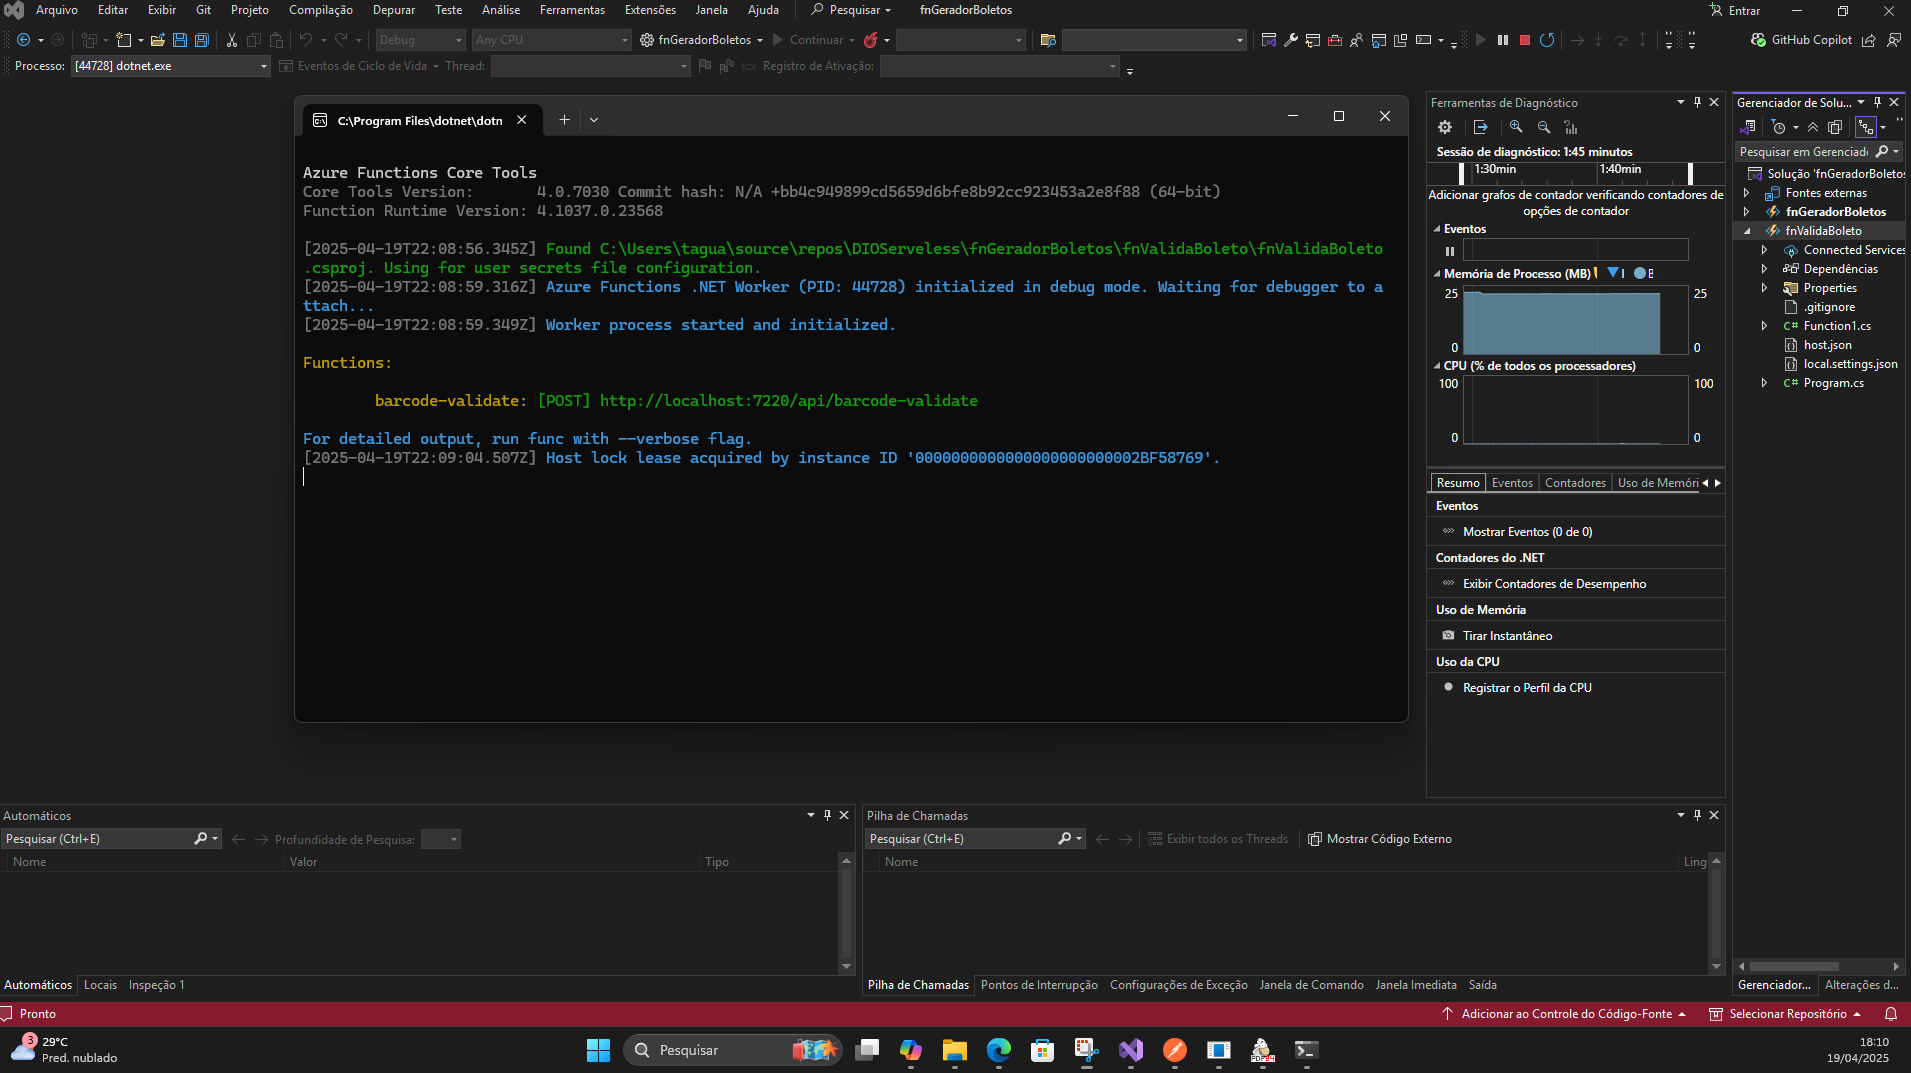 Arquivo Editar Exibir Git Projeto Compilação Depurar Teste Análise Ferramentas Extensões Janela Ajuda Pesquisar fnGeradorBoletos Entrar
Debug Any CPU fnGeradorBoletos Continuar GitHub Copilot
Processo: [44728] dotnet.exe Eventos de Ciclo de Vida Thread: Registro de Ativação:
C:\Program Files\dotnet\dotn
Azure Functions Core Tools
Core Tools Version: 4.0.7030 Commit hash: N/A +bb4c949899cd5659d6bfe8b92cc923453a2e8f88 (64-bit)
Function Runtime Version: 4.1037.0.23568
[2025-04-19T22:08:56.345Z] Found C:\Users\tagua\source\repos\DIOServeless\fnGeradorBoletos\fnValidaBoleto\fnValidaBoleto
.csproj. Using for user secrets file configuration.
[2025-04-19T22:08:59.316Z] Azure Functions .NET Worker (PID: 44728) initialized in debug mode. Waiting for debugger to a
ttach...
[2025-04-19T22:08:59.349Z] Worker process started and initialized.
Functions:
barcode-validate: [POST] http://localhost:7220/api/barcode-validate
For detailed output, run func with --verbose flag.
[2025-04-19T22:09:04.507Z] Host lock lease acquired by instance ID '0000000000000000000000002BF58769'.
Ferramentas de Diagnóstico
Sessão de diagnóstico: 1:45 minutos
1:30min 1:40min
Adicionar grafos de contador verificando contadores de
opções de contador
Eventos
Memória de Processo (MB)
25 25
0 0
CPU (% de todos os processadores)
100 100
0 0
Resumo Eventos Contadores Uso de Memóri
Eventos
Mostrar Eventos (0 de 0)
Contadores do .NET
Exibir Contadores de Desempenho
Uso de Memória
Tirar Instantâneo
Uso da CPU
Registrar o Perfil da CPU
Gerenciador de Solu...
Pesquisar em Gerenciad
Solução 'fnGeradorBoletos
Fontes externas
fnGeradorBoletos
fnValidaBoleto
Connected Services
Dependências
Properties
.gitignore
C# Function1.cs
host.json
local.settings.json
C# Program.cs
Gerenciador... Alterações d...
Automáticos
Pesquisar (Ctrl+E) Profundidade de Pesquisa:
Nome Valor Tipo
Automáticos Locais Inspeção 1
Pilha de Chamadas
Pesquisar (Ctrl+E) Exibir todos os Threads Mostrar Código Externo
Nome Ling
Pilha de Chamadas Pontos de Interrupção Configurações de Exceção Janela de Comando Janela Imediata Saída
Pronto Adicionar ao Controle do Código-Fonte Selecionar Repositório
3 29°C
Pred. nublado
Pesquisar
PDF24
18:10
19/04/2025